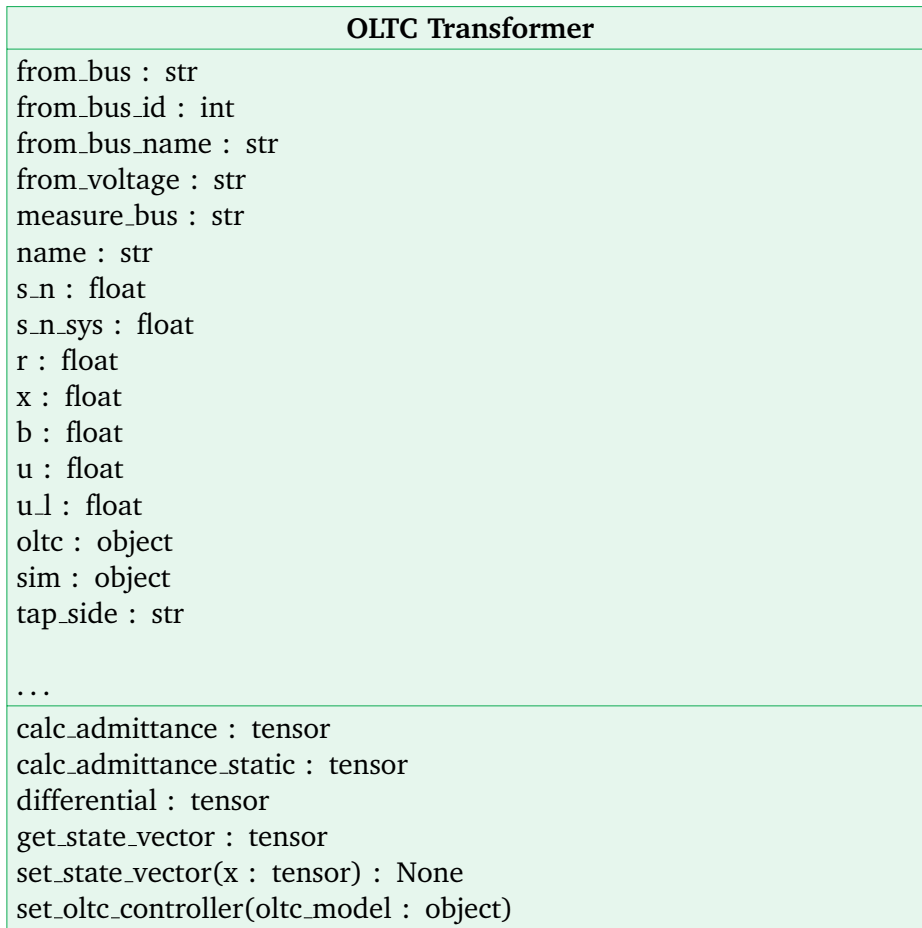 OLTC Transformer
from_bus : str
from_bus_id : int
from_bus_name : str
from_voltage : str
measure_bus : str
name : str
s_n : float
s_n_sys : float
r : float
x : float
b : float
u : float
u_l : float
oltc : object
sim : object
tap_side : str
...
calc_admittance : tensor
calc_admittance_static : tensor
differential : tensor
get_state_vector : tensor
set_state_vector(x : tensor) : None
set_oltc_controller(oltc_model : object)